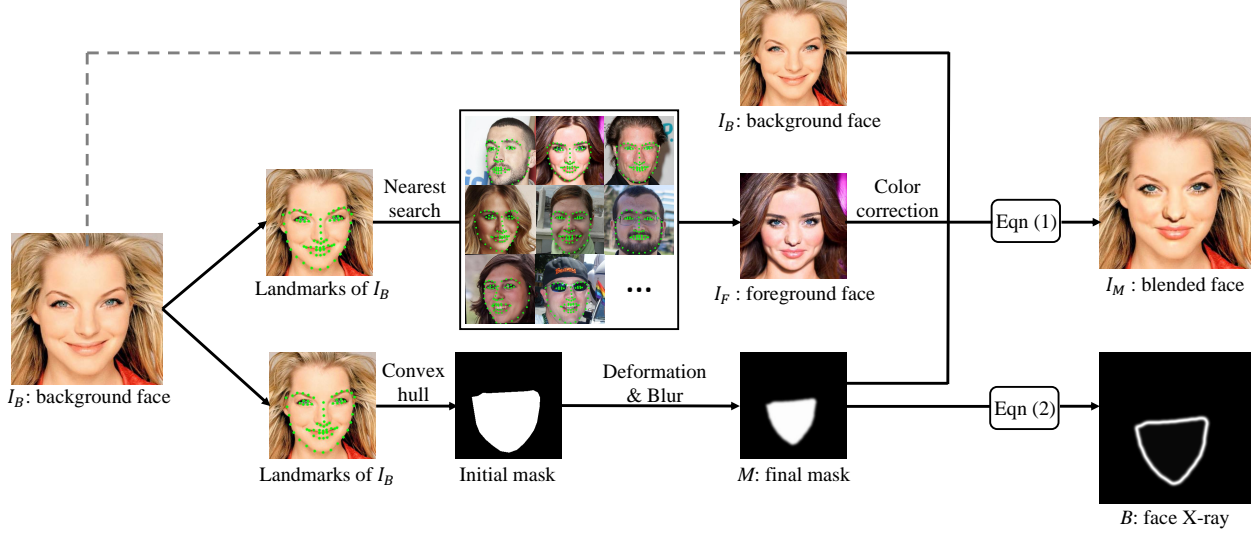 I_B: background face
Nearest
search
Landmarks of I_B
Color
correction
I_F : foreground face
Eqn (1)
I_M : blended face
I_B: background face
Landmarks of I_B
Convex
hull
Initial mask
Deformation
& Blur
M: final mask
Eqn (2)
B: face X-ray